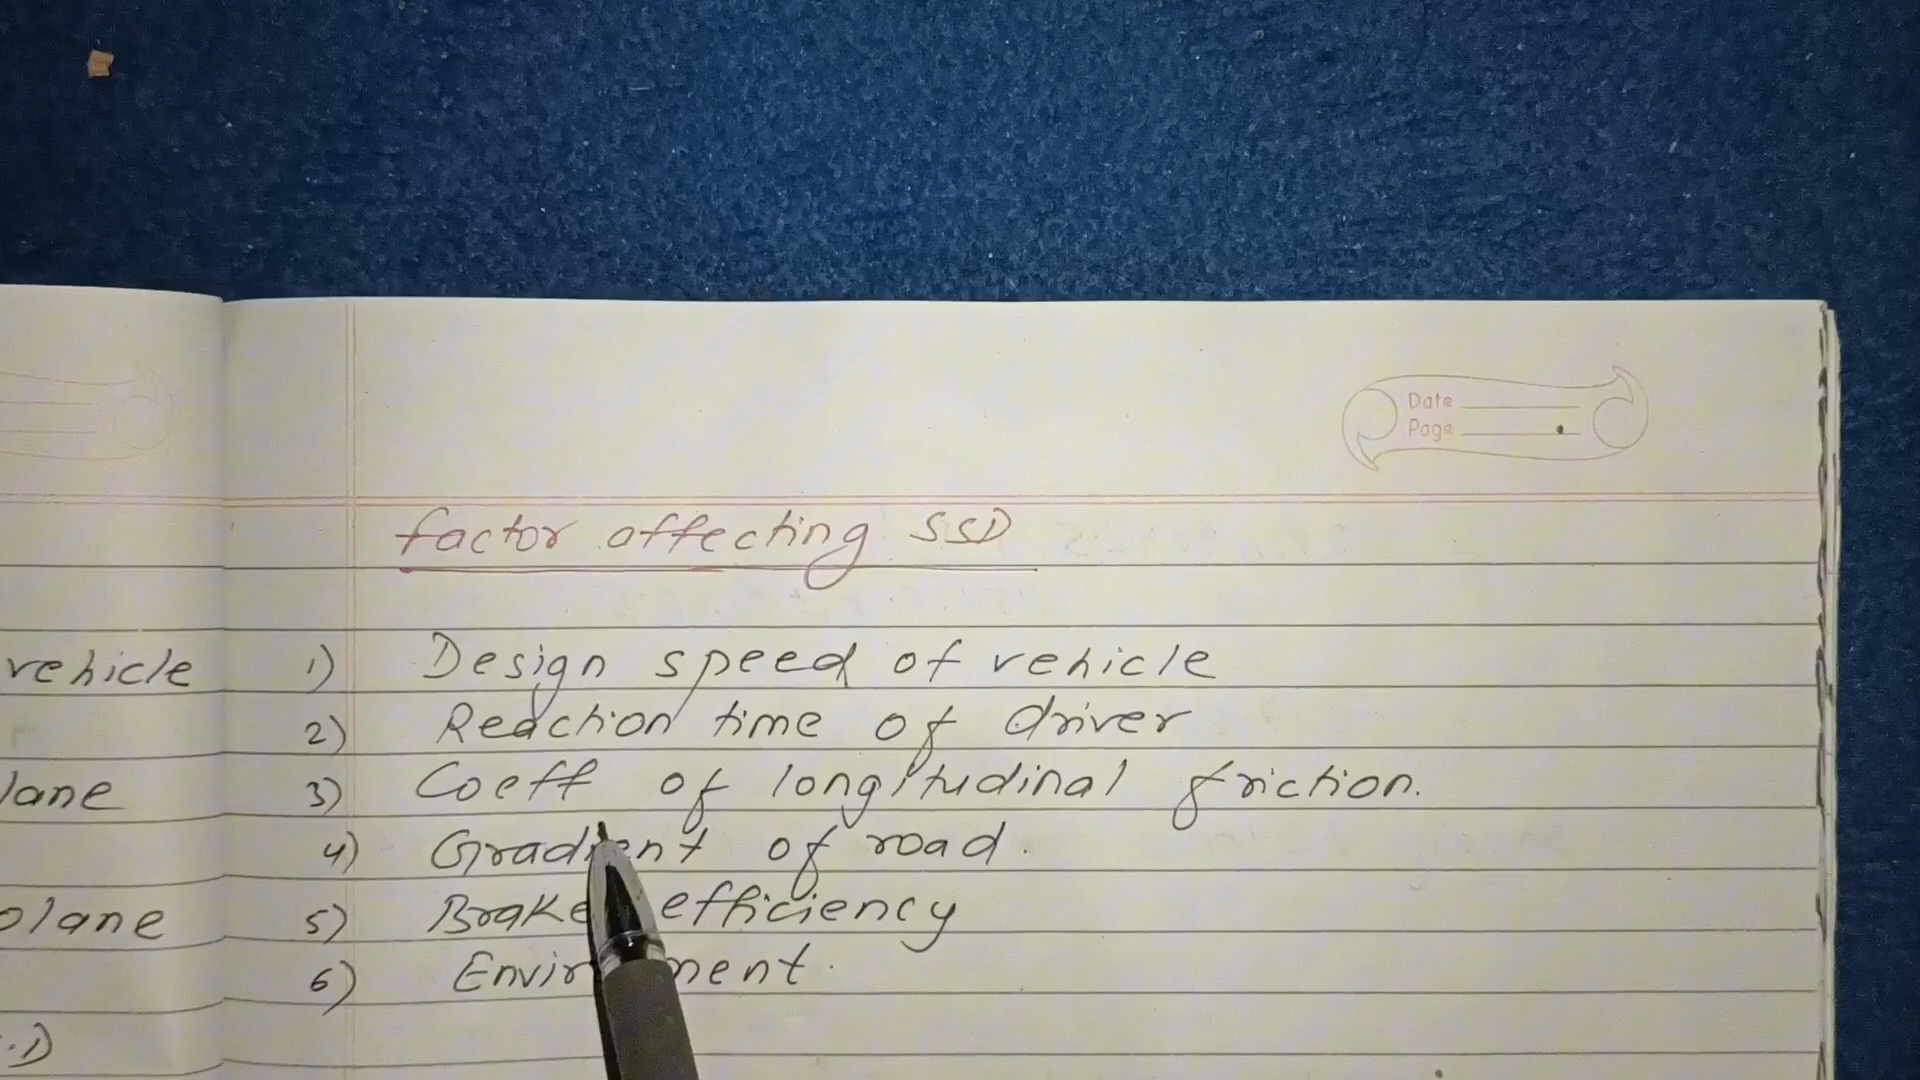 Date
Page
factor affecting SSD
vehicle
1) Design speed of vehicle
2) Reaction time of driver
lane
3) Coeff of longitudinal friction.
4) Gradient of road.
plane
5) Brake efficiency
6)
.D